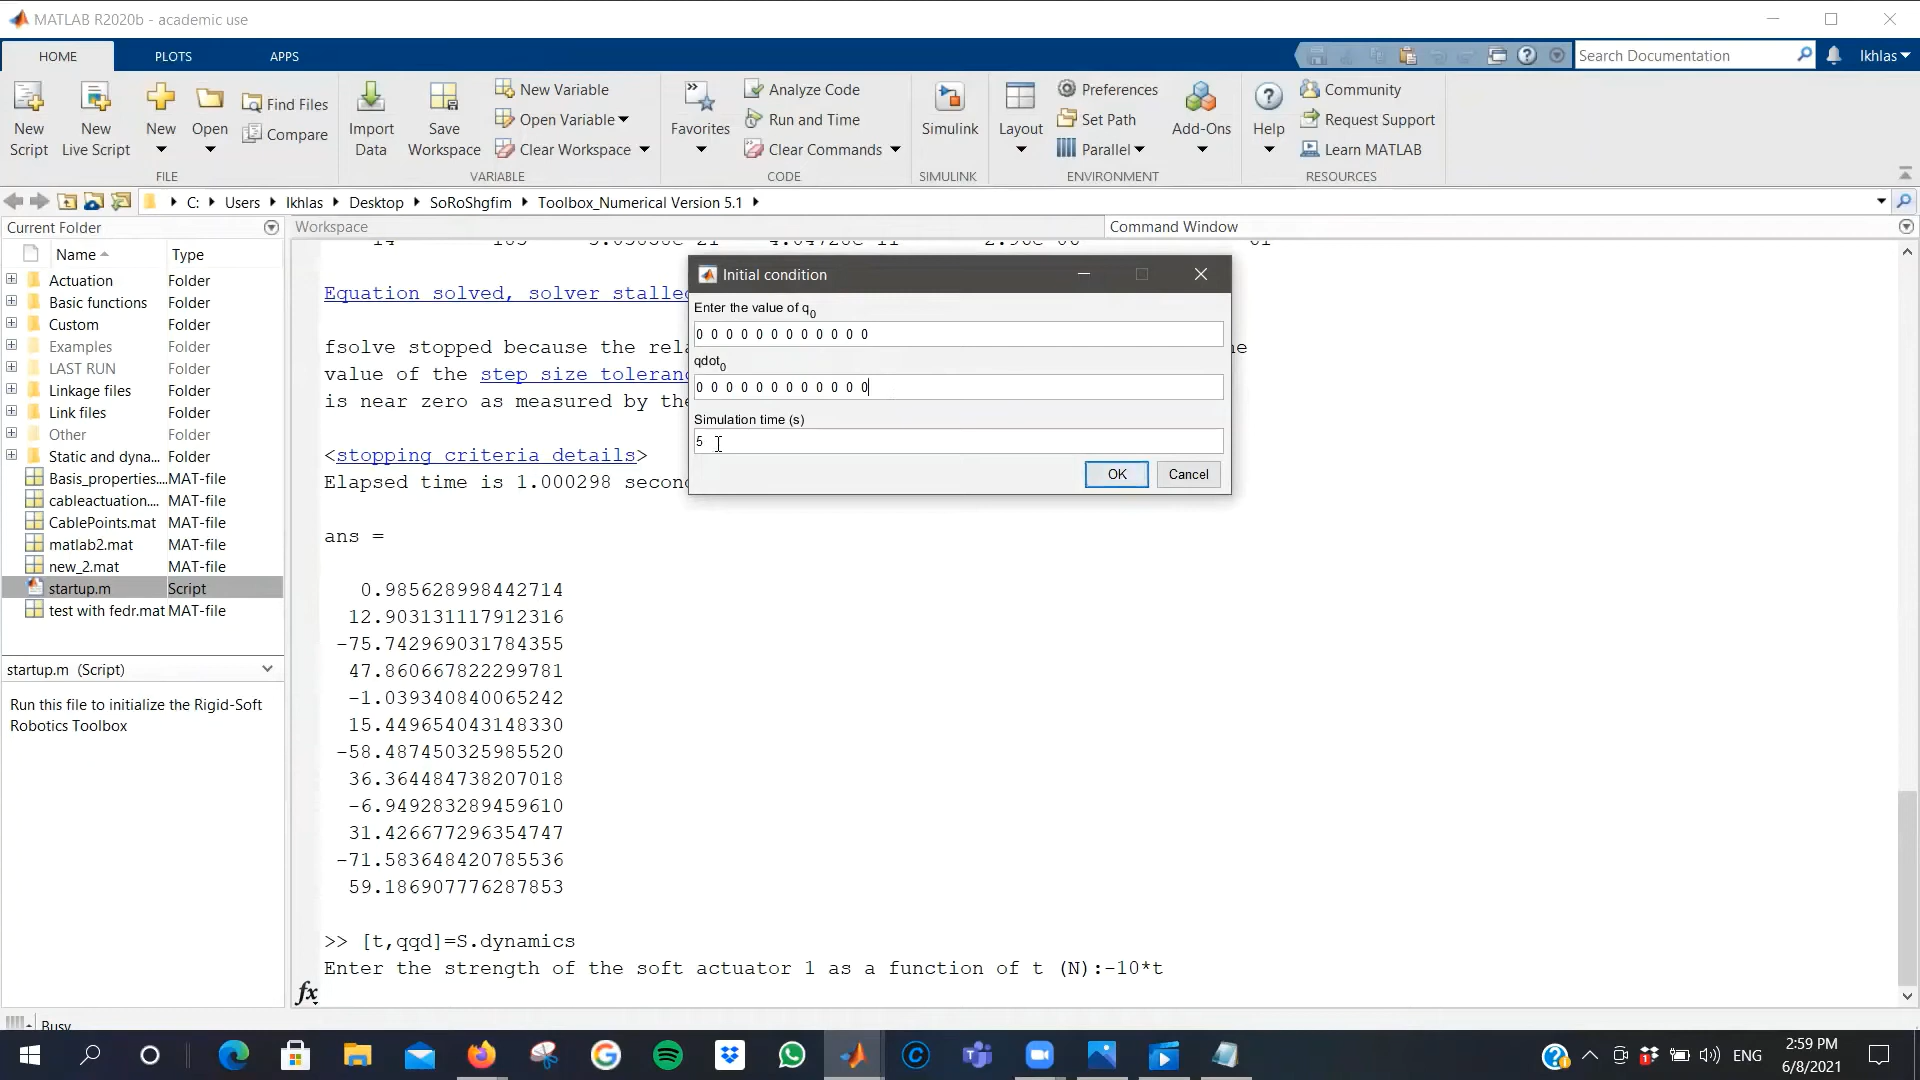 MATLAB R2020b - academic use
HOME PLOTS APPS
Search Documentation
Ikhlas
New Script
New Live Script
New
Open
Find Files
Compare
Import Data
Save Workspace
New Variable
Open Variable
Clear Workspace
Favorites
Analyze Code
Run and Time
Clear Commands
Simulink
Layout
Preferences
Set Path
Parallel
Add-Ons
Help
Community
Request Support
Learn MATLAB
FILE VARIABLE CODE SIMULINK ENVIRONMENT RESOURCES
C: Users Ikhlas Desktop SoRoShgfim Toolbox_Numerical Version 5.1
Current Folder
Workspace
Command Window
Name Type
Actuation Folder
Basic functions Folder
Custom Folder
Examples Folder
LAST RUN Folder
Linkage files Folder
Link files Folder
Other Folder
Static and dyna... Folder
Basis_properties.... MAT-file
cableactuation.... MAT-file
CablePoints.mat MAT-file
matlab2.mat MAT-file
new_2.mat MAT-file
startup.m Script
test with fedr.mat MAT-file
startup.m (Script)
Run this file to initialize the Rigid-Soft
Robotics Toolbox
Equation solved, solver stalled
fsolve stopped because the rela
value of the step size toleran
is near zero as measured by the
<stopping criteria details>
Elapsed time is 1.000298 secon
ans =
0.985628998442714
12.903131117912316
-75.742969031784355
47.860667822299781
-1.039340840065242
15.449654043148330
-58.487450325985520
36.364484738207018
-6.949283289459610
31.426677296354747
-71.583648420785536
59.186907776287853
>> [t,qqd]=S.dynamics
Enter the strength of the soft actuator 1 as a function of t (N):-10*t
fx
Initial condition
Enter the value of q0
0 0 0 0 0 0 0 0 0 0 0 0
qdot0
0 0 0 0 0 0 0 0 0 0 0 0
Simulation time (s)
5
OK Cancel
Busy
ENG
2:59 PM
6/8/2021